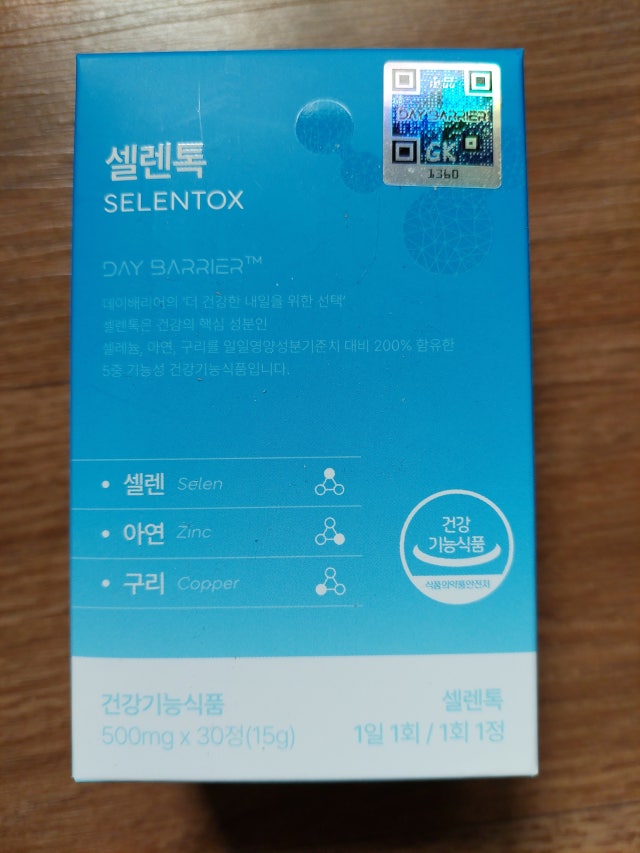 正品
DAY BARRIER
GK
1360
셀렌톡
SELENTOX
DAY BARRIER™
데이배리어의 '더 건강한 내일을 위한 선택'
셀렌톡은 건강의 핵심 성분인
셀레늄, 아연, 구리를 일일영양성분기준치 대비 200% 함유한
5중 기능성 건강기능식품입니다.
• 셀렌 Selen
• 아연 Zinc
• 구리 Copper
건강
기능식품
식품의약품안전처
건강기능식품
500mg x 30정(15g)
셀렌톡
1일 1회 / 1회 1정